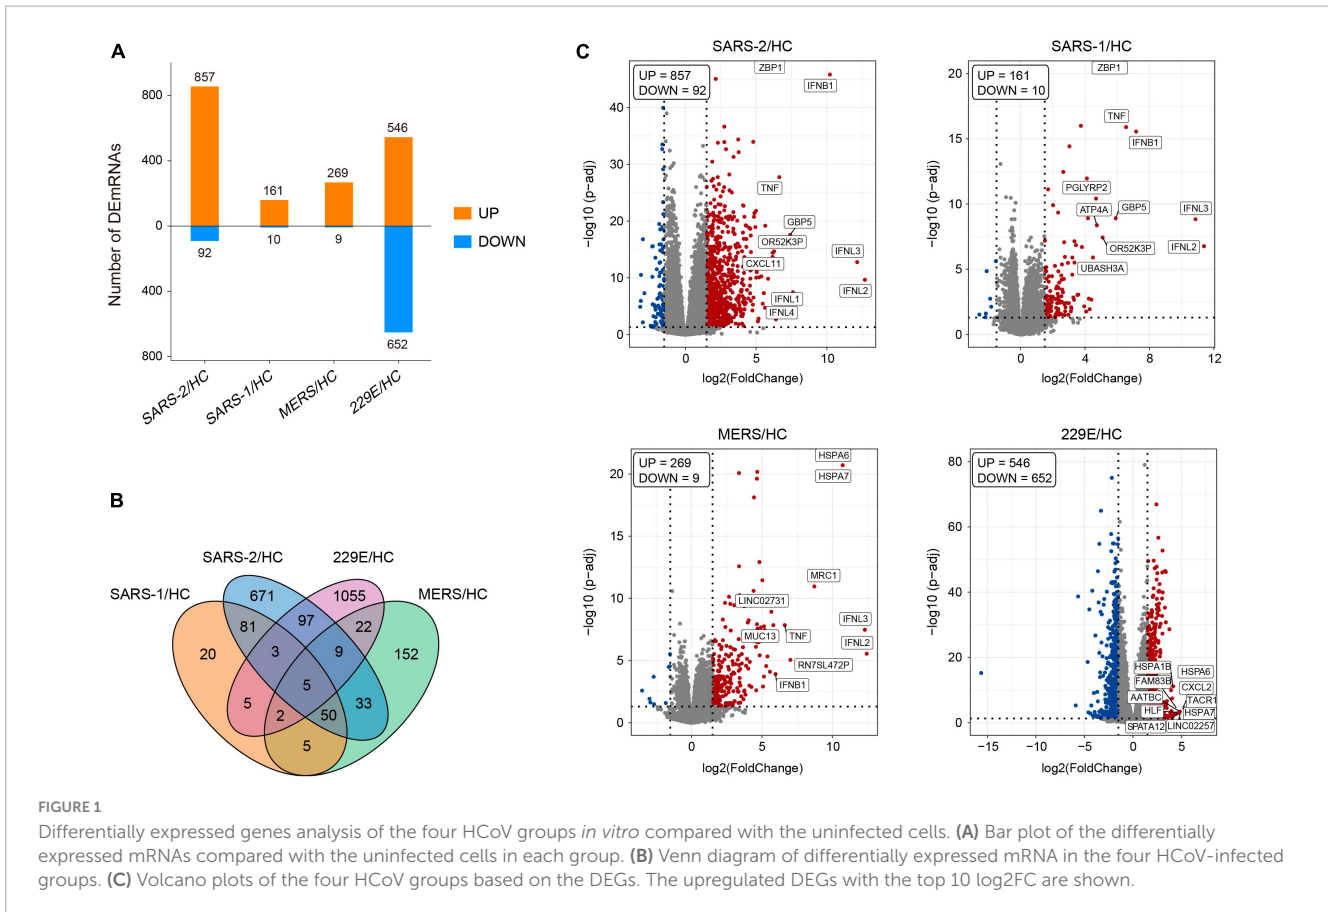 A
857
92
161
10
269
9
546
652
800
400
0
400
800
Number of DEmRNAs
SARS-2/HC
SARS-1/HC
MERS/HC
229E/HC
UP
DOWN
B
SARS-1/HC
SARS-2/HC
229E/HC
MERS/HC
20
671
1055
152
81
97
22
3
9
5
5
2
50
33
5
C
SARS-2/HC
UP = 857
DOWN = 92
ZBP1
IFNB1
TNF
GBP5
OR52K3P
CXCL11
IFNL3
IFNL2
IFNL1
IFNL4
40
30
20
10
0
−log10 (p−adj)
0
5
10
log2(FoldChange)
SARS-1/HC
UP = 161
DOWN = 10
ZBP1
TNF
IFNB1
PGLYRP2
ATP4A
GBP5
IFNL3
OR52K3P
IFNL2
UBASH3A
20
15
10
5
0
−log10 (p−adj)
0
4
8
12
log2(FoldChange)
MERS/HC
UP = 269
DOWN = 9
HSPA6
HSPA7
MRC1
LINC02731
IFNL3
MUC13
TNF
IFNL2
RN7SL472P
IFNB1
20
15
10
5
0
−log10 (p−adj)
0
5
10
log2(FoldChange)
229E/HC
UP = 546
DOWN = 652
HSPA1B
HSPA6
FAM83B
CXCL2
AATBC
TACR1
HLF
HSPA7
SPATA12
LINC02257
80
60
40
20
0
−log10 (p−adj)
−15
−10
−5
0
5
log2(FoldChange)
FIGURE 1
Differentially expressed genes analysis of the four HCoV groups in vitro compared with the uninfected cells. (A) Bar plot of the differentially
expressed mRNAs compared with the uninfected cells in each group. (B) Venn diagram of differentially expressed mRNA in the four HCoV-infected
groups. (C) Volcano plots of the four HCoV groups based on the DEGs. The upregulated DEGs with the top 10 log2FC are shown.